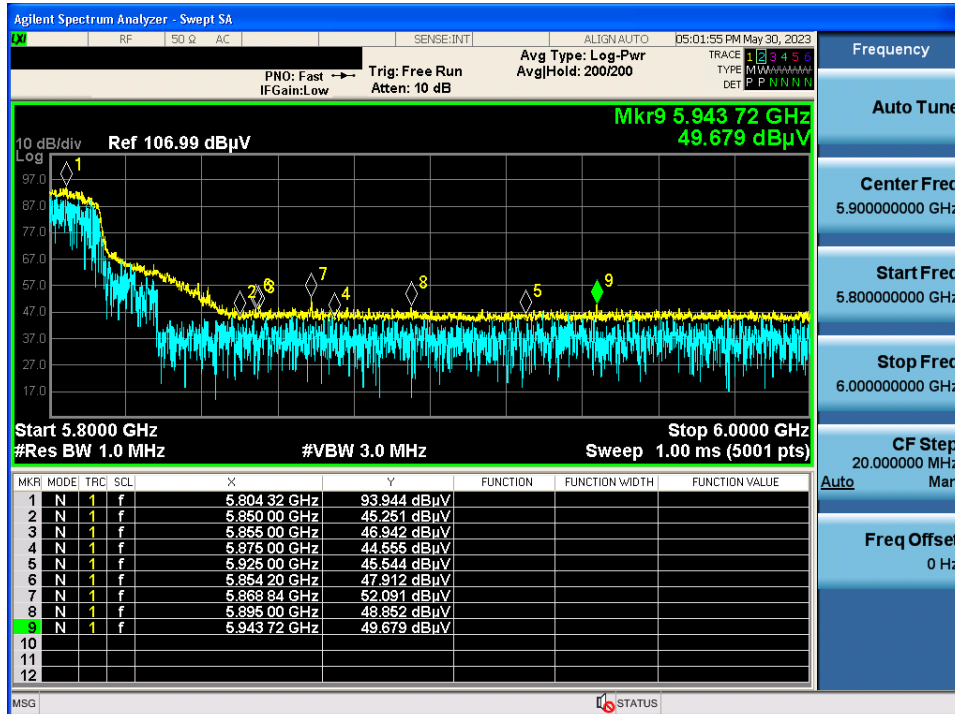 Agilent Spectrum Analyzer - Swept SA
LXI RF 50 Ω AC SENSE:INT ALIGN AUTO 05:01:55 PM May 30, 2023
Avg Type: Log-Pwr TRACE 1 2 3 4 5 6
PNO: Fast Trig: Free Run Avg|Hold: 200/200 TYPE M WWWWW
IFGain:Low Atten: 10 dB DET P P N N N N
Mkr9 5.943 72 GHz
49.679 dBµV
10 dB/div Ref 106.99 dBµV
Log
97.0
87.0
77.0
67.0
57.0
47.0
37.0
27.0
17.0
1
2
6
7
4
8
5
9
Start 5.8000 GHz Stop 6.0000 GHz
#Res BW 1.0 MHz #VBW 3.0 MHz Sweep 1.00 ms (5001 pts)
MKR MODE TRC SCL X Y FUNCTION FUNCTION WIDTH FUNCTION VALUE
1 N 1 f 5.804 32 GHz 93.944 dBµV
2 N 1 f 5.850 00 GHz 45.251 dBµV
3 N 1 f 5.855 00 GHz 46.942 dBµV
4 N 1 f 5.875 00 GHz 44.555 dBµV
5 N 1 f 5.925 00 GHz 45.544 dBµV
6 N 1 f 5.854 20 GHz 47.912 dBµV
7 N 1 f 5.868 84 GHz 52.091 dBµV
8 N 1 f 5.895 00 GHz 48.852 dBµV
9 N 1 f 5.943 72 GHz 49.679 dBµV
10
11
12
MSG STATUS
Frequency
Auto Tune
Center Freq
5.900000000 GHz
Start Freq
5.800000000 GHz
Stop Freq
6.000000000 GHz
CF Step
20.000000 MHz
Auto Man
Freq Offset
0 Hz